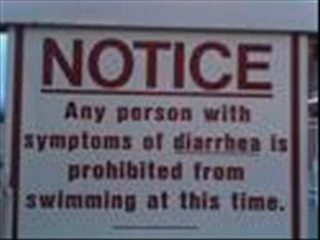 NOTICE
Any person with
symptoms of diarrhea is
prohibited from
swimming at this time.